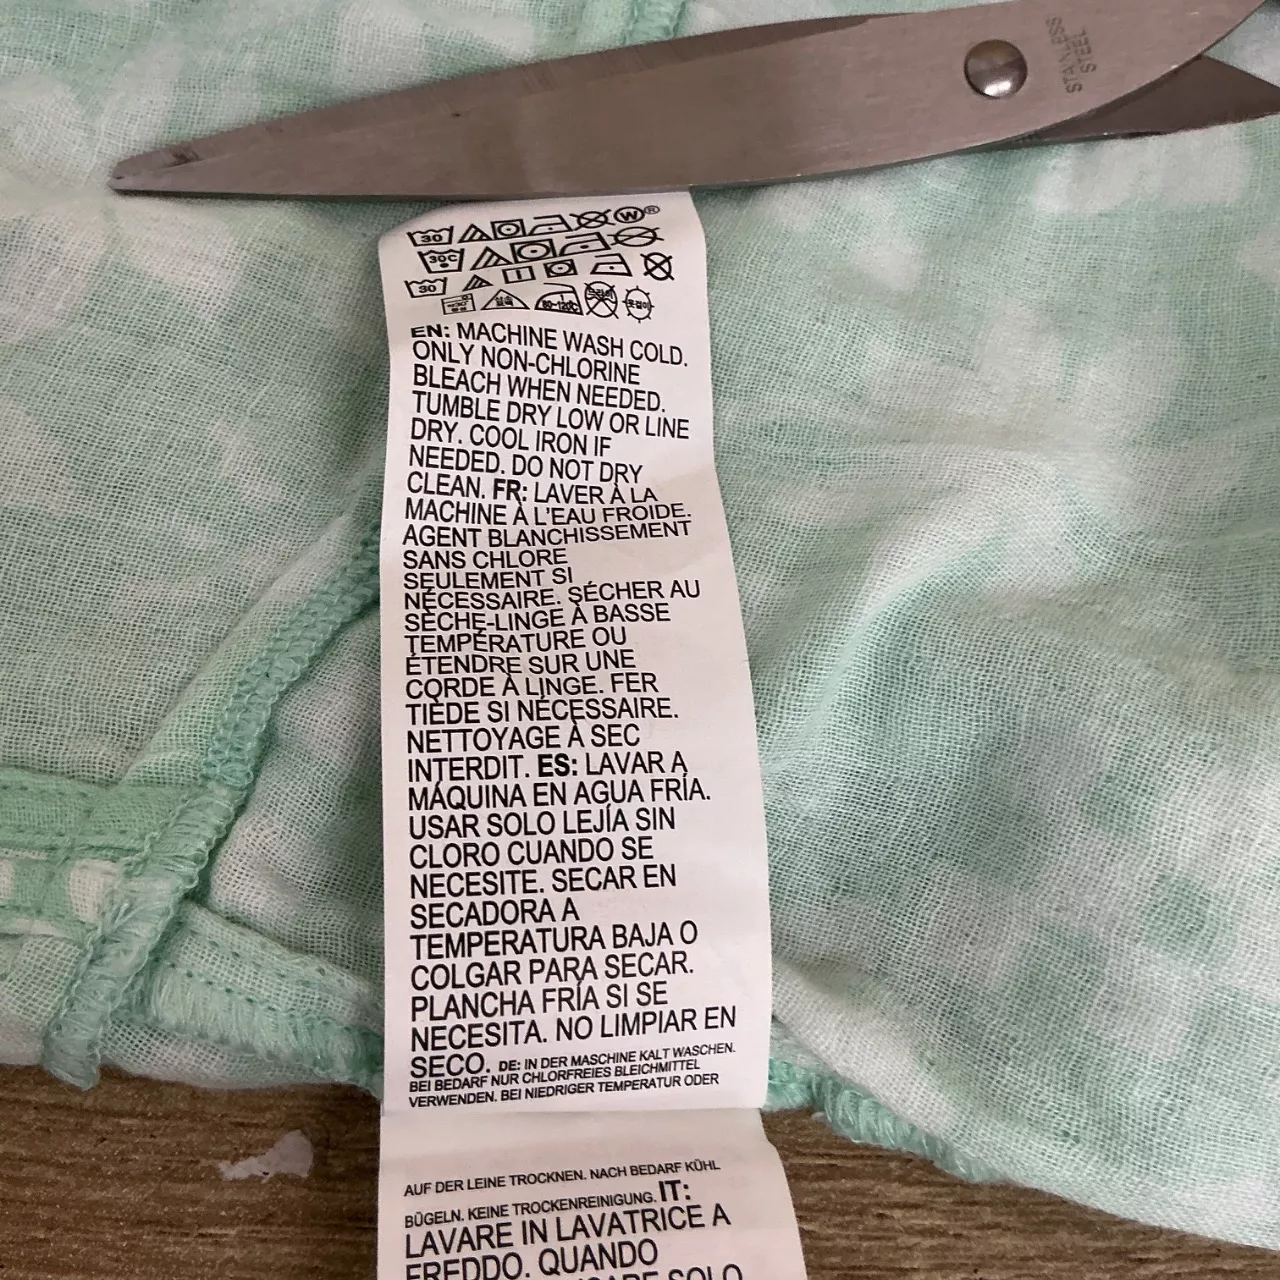 STAINLESS
STEEL
30 W®
30C
30
80~120C
EN: MACHINE WASH COLD.
ONLY NON-CHLORINE
BLEACH WHEN NEEDED.
TUMBLE DRY LOW OR LINE
DRY. COOL IRON IF
NEEDED. DO NOT DRY
CLEAN. FR: LAVER À LA
MACHINE À L'EAU FROIDE.
AGENT BLANCHISSEMENT
SANS CHLORE
SEULEMENT SI
NÉCESSAIRE. SÉCHER AU
SÈCHE-LINGE À BASSE
TEMPÉRATURE OU
ÉTENDRE SUR UNE
CORDE À LINGE. FER
TIÈDE SI NÉCESSAIRE.
NETTOYAGE À SEC
INTERDIT. ES: LAVAR A
MÁQUINA EN AGUA FRÍA.
USAR SOLO LEJÍA SIN
CLORO CUANDO SE
NECESITE. SECAR EN
SECADORA A
TEMPERATURA BAJA O
COLGAR PARA SECAR.
PLANCHA FRÍA SI SE
NECESITA. NO LIMPIAR EN
SECO. DE: IN DER MASCHINE KALT WASCHEN.
BEI BEDARF NUR CHLORFREIES BLEICHMITTEL
VERWENDEN. BEI NIEDRIGER TEMPERATUR ODER
AUF DER LEINE TROCKNEN. NACH BEDARF KÜHL
BÜGELN. KEINE TROCKENREINIGUNG. IT:
LAVARE IN LAVATRICE A
FREDDO. QUANDO
SOLO